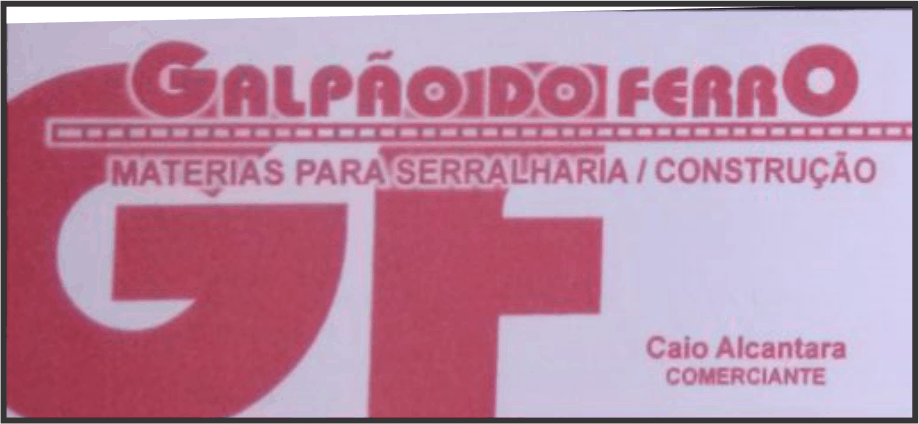 GALPÃO DO FERRO
MATERIAS PARA SERRALHARIA / CONSTRUÇÃO
GF
Caio Alcantara
COMERCIANTE